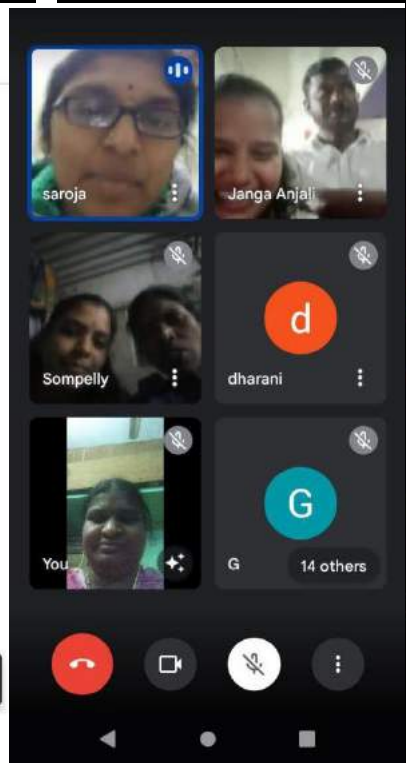 saroja
Janga Anjali
Sompelly
d
dharani
You
G
G
14 others